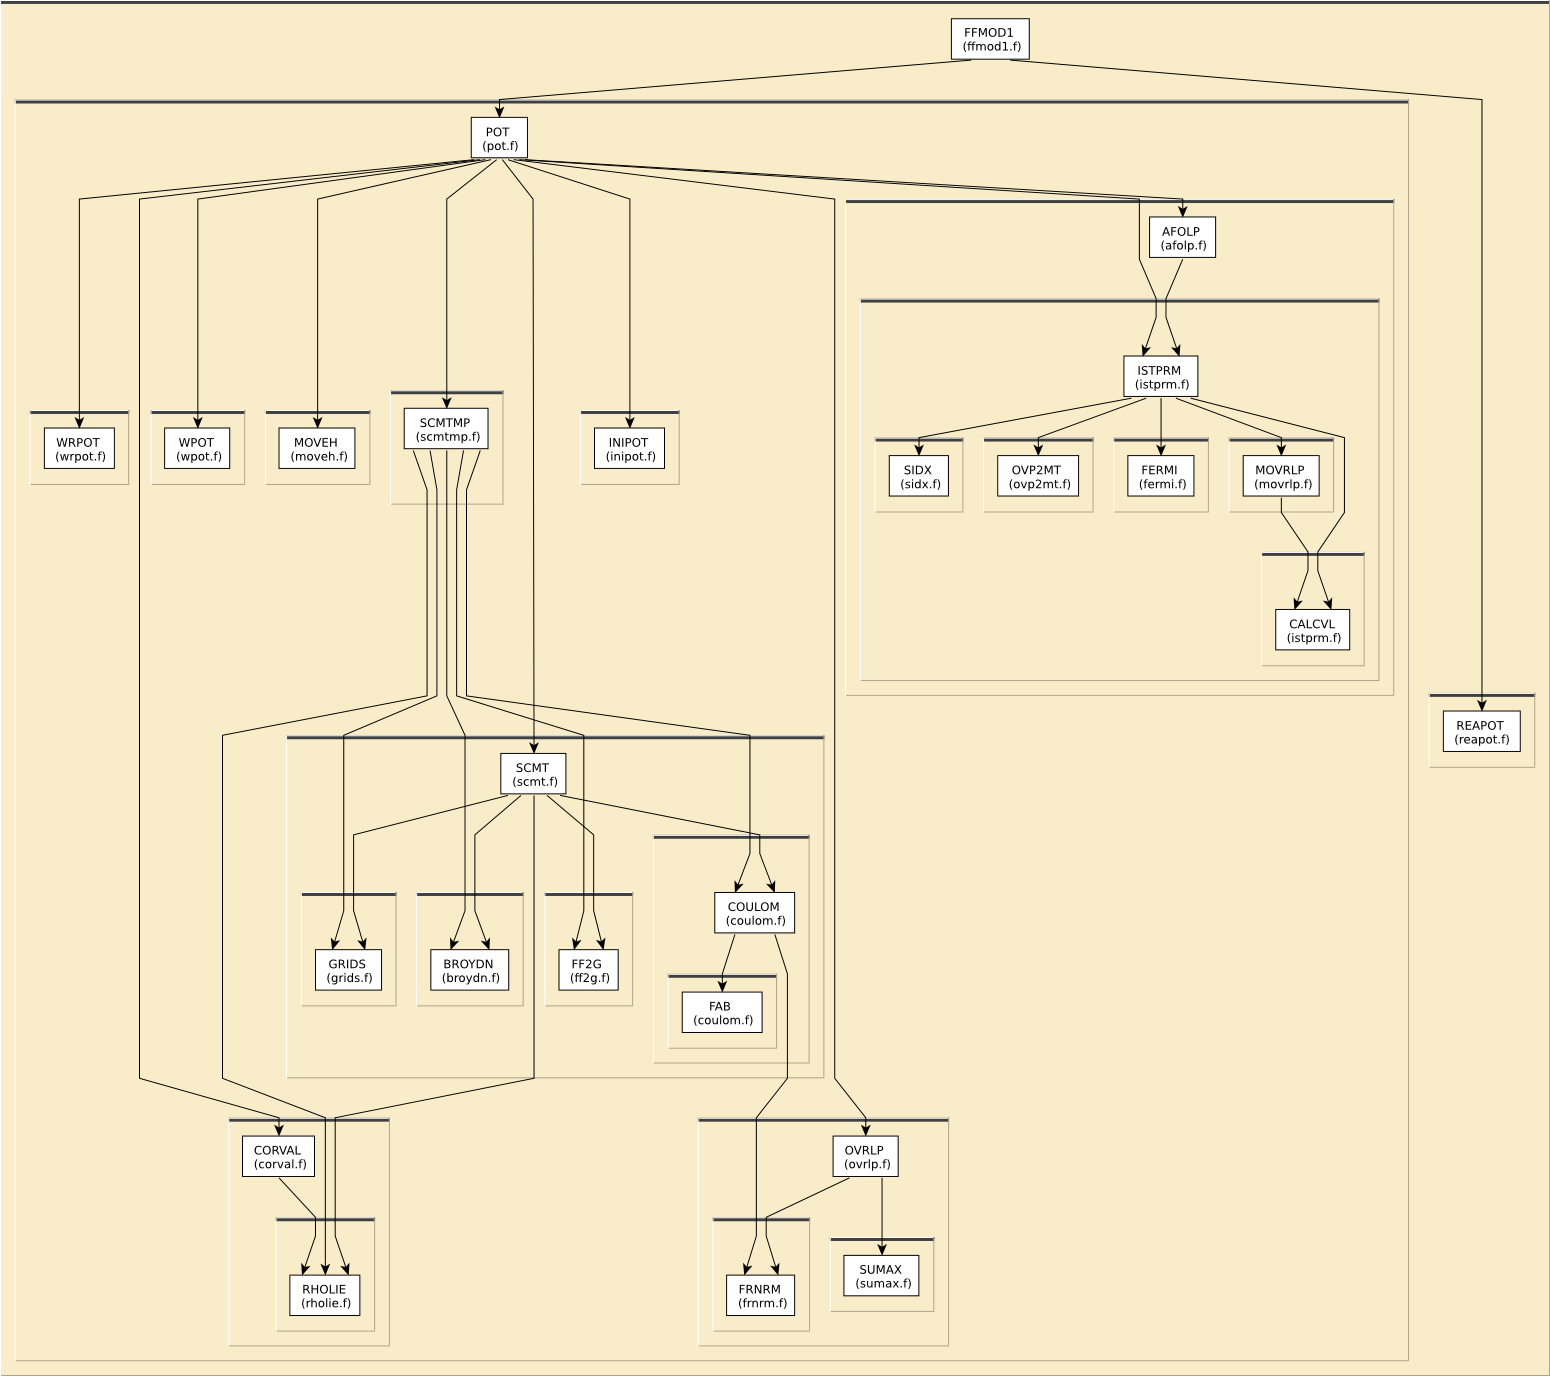 FFMOD1
(ffmod1.f)
POT
(pot.f)
AFOLP
(afolp.f)
ISTPRM
(istprm.f)
WRPOT
(wrpot.f)
WPOT
(wpot.f)
MOVEH
(moveh.f)
SCMTMP
(scmtmp.f)
INIPOT
(inipot.f)
SIDX
(sidx.f)
OVP2MT
(ovp2mt.f)
FERMI
(fermi.f)
MOVRLP
(movrlp.f)
CALCVL
(istprm.f)
REAPOT
(reapot.f)
SCMT
(scmt.f)
COULOM
(coulom.f)
GRIDS
(grids.f)
BROYDN
(broydn.f)
FF2G
(ff2g.f)
FAB
(coulom.f)
CORVAL
(corval.f)
OVRLP
(ovrlp.f)
RHOLIE
(rholie.f)
FRNRM
(frnrm.f)
SUMAX
(sumax.f)